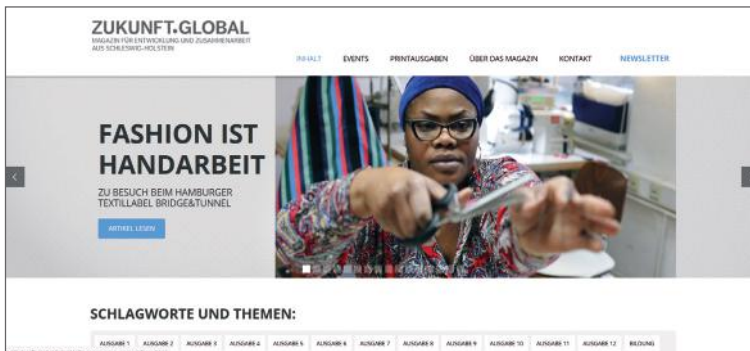 ZUKUNFT.GLOBAL
MAGAZIN FÜR ENTWICKLUNG UND ZUSAMMENARBEIT
AUS SCHLESWIG-HOLSTEIN
INHALT EVENTS PRINTAUSGABEN ÜBER DAS MAGAZIN KONTAKT NEWSLETTER
FASHION IST
HANDARBEIT
ZU BESUCH BEIM HAMBURGER
TEXTILLABEL BRIDGE&TUNNEL
ARTIKEL LESEN
SCHLAGWORTE UND THEMEN:
AUSGABE 1 AUSGABE 2 AUSGABE 3 AUSGABE 4 AUSGABE 5 AUSGABE 6 AUSGABE 7 AUSGABE 8 AUSGABE 9 AUSGABE 10 AUSGABE 11 AUSGABE 12 BILDUNG